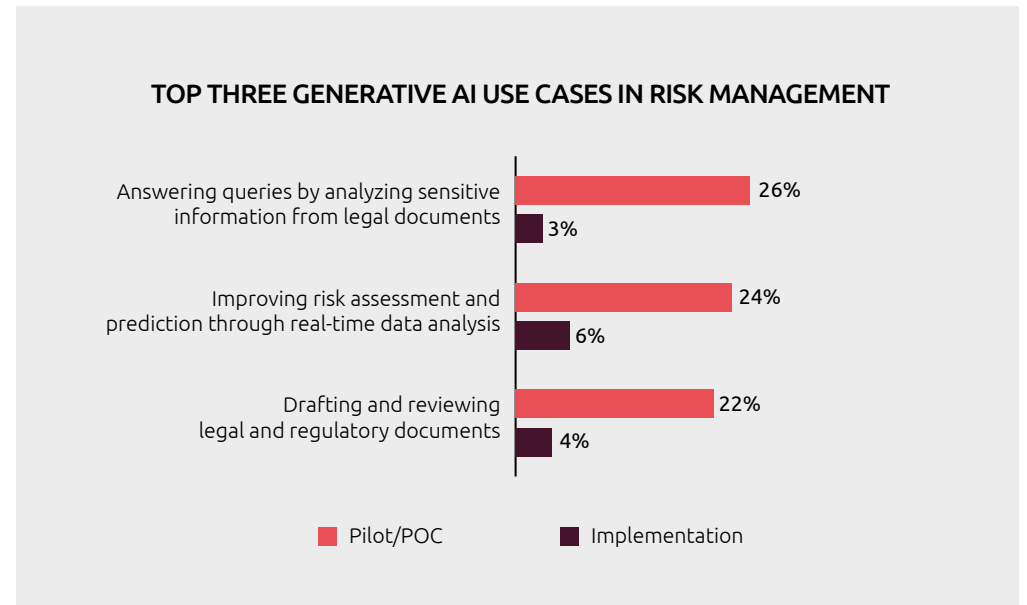 TOP THREE GENERATIVE AI USE CASES IN RISK MANAGEMENT
Answering queries by analyzing sensitive
information from legal documents
26%
3%
Improving risk assessment and
prediction through real-time data analysis
24%
6%
Drafting and reviewing
legal and regulatory documents
22%
4%
Pilot/POC
Implementation